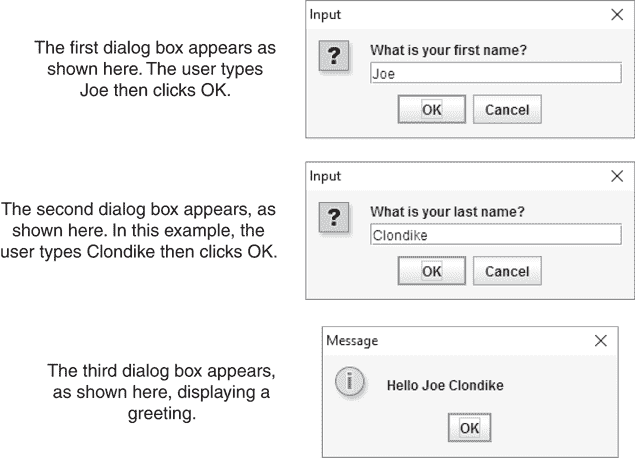 The first dialog box appears as
shown here. The user types
Joe then clicks OK.
Input
What is your first name?
Joe
OK Cancel
The second dialog box appears, as
shown here. In this example, the
user types Clondike then clicks OK.
Input
What is your last name?
Clondike
OK Cancel
The third dialog box appears,
as shown here, displaying a
greeting.
Message
Hello Joe Clondike
OK